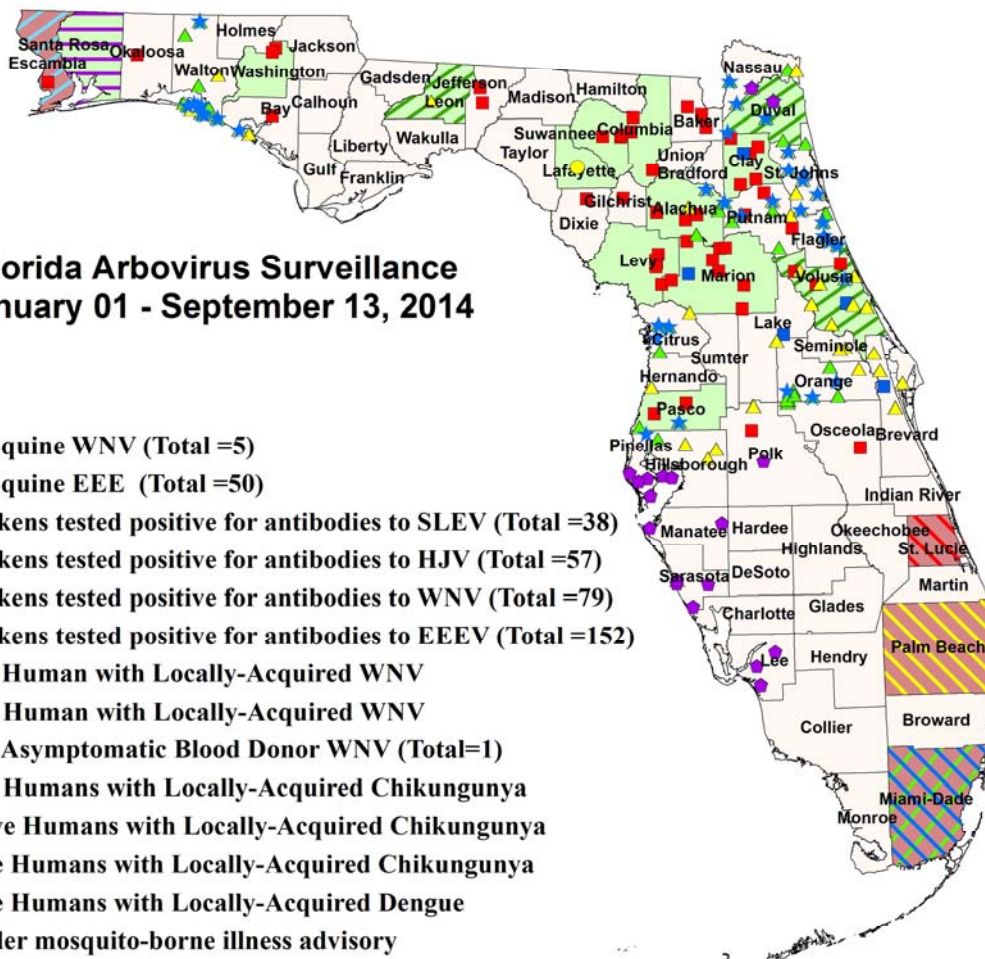 Holmes
Jackson
Santa Rosa
Okaloosa
Escambia
Walton
Washington
Nassau
Gadsden
Jefferson
Hamilton
Madison
Leon
Duval
Bay
Calhoun
Baker
Suwannee
Columbia
Wakulla
Liberty
Taylor
Union
Clay
Gulf
Franklin
Lafayette
Bradford
St. Johns
Gilchrist
Alachua
Dixie
Putnam
Flagler
lorida Arbovirus Surveillance
nuary 01 - September 13, 2014
Levy
Marion
Volusia
Lake
Citrus
Seminole
Sumter
Hernando
Orange
Pasco
Osceola
Brevard
Pinellas
Polk
Hillsborough
Indian River
Manatee
Hardee
Okeechobee
Highlands
St. Lucie
Sarasota
DeSoto
Martin
Charlotte
Glades
Palm Beach
Lee
Hendry
Broward
Collier
Miami-Dade
Monroe
quine WNV (Total =5)
quine EEE (Total =50)
kens tested positive for antibodies to SLEV (Total =38)
kens tested positive for antibodies to HJV (Total =57)
kens tested positive for antibodies to WNV (Total =79)
kens tested positive for antibodies to EEEV (Total =152)
Human with Locally-Acquired WNV
Human with Locally-Acquired WNV
Asymptomatic Blood Donor WNV (Total=1)
Humans with Locally-Acquired Chikungunya
ve Humans with Locally-Acquired Chikungunya
e Humans with Locally-Acquired Chikungunya
e Humans with Locally-Acquired Dengue
der mosquito-borne illness advisory